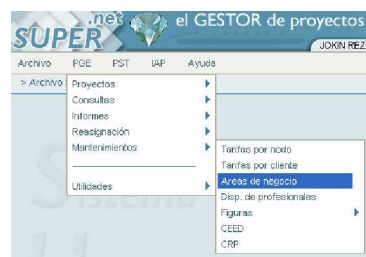 SUPER.net el GESTOR de proyectos
JOKIN REZ
Archivo PGE PST IAP Ayuda
> Archivo
Proyectos
Consultas
Informes
Reasignación
Mantenimientos
Utilidades
Tarifas por nodo
Tarifas por cliente
Areas de negocio
Disp. de profesionales
Figuras
CEED
CRP